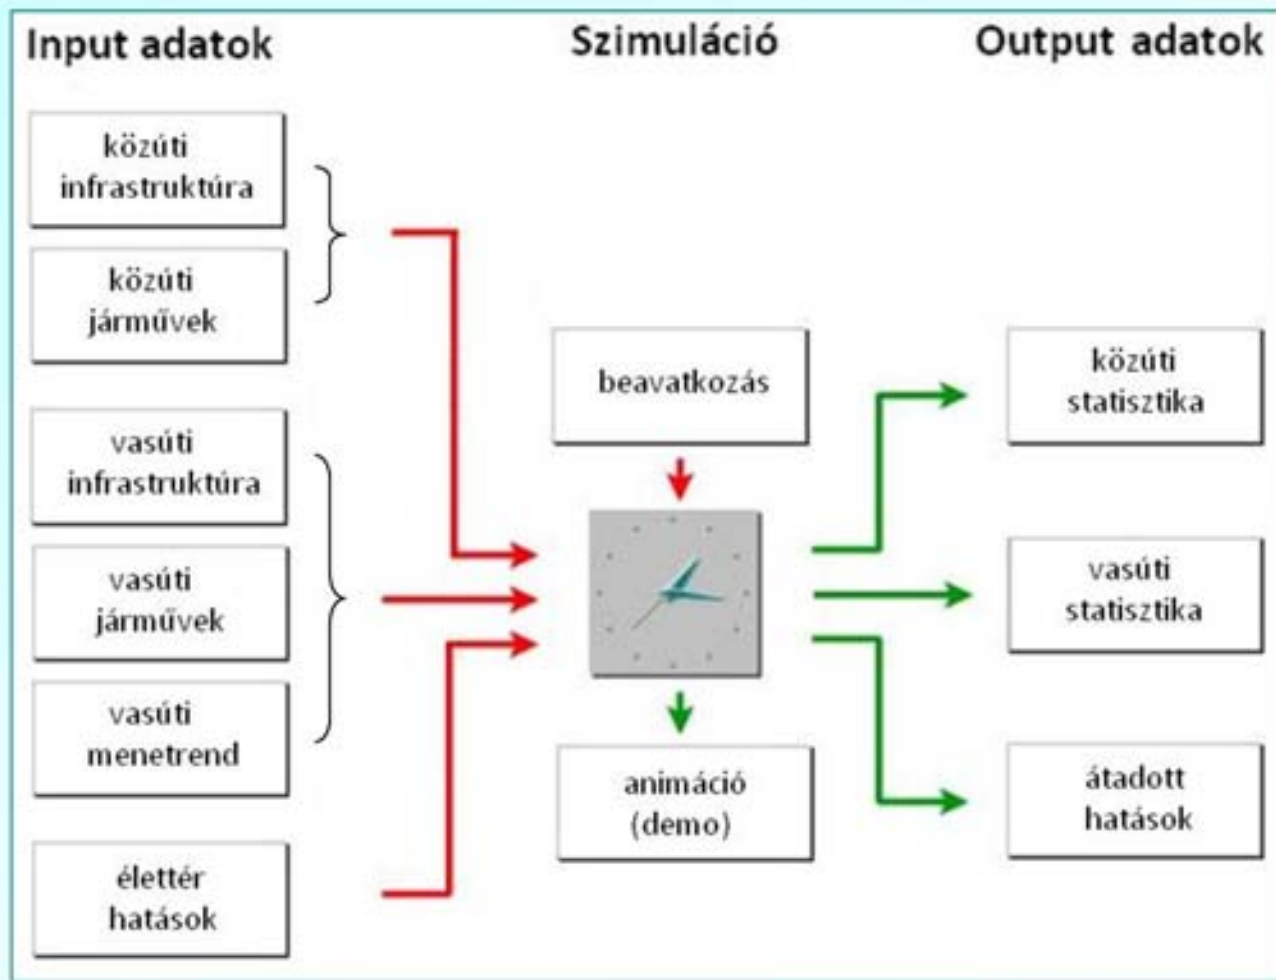 Input adatok
Szimuláció
Output adatok
közúti
infrastruktúra
közúti
járművek
vasúti
infrastruktúra
vasúti
járművek
vasúti
menetrend
élettér
hatások
beavatkozás
animáció
(demo)
közúti
statisztika
vasúti
statisztika
átadott
hatások